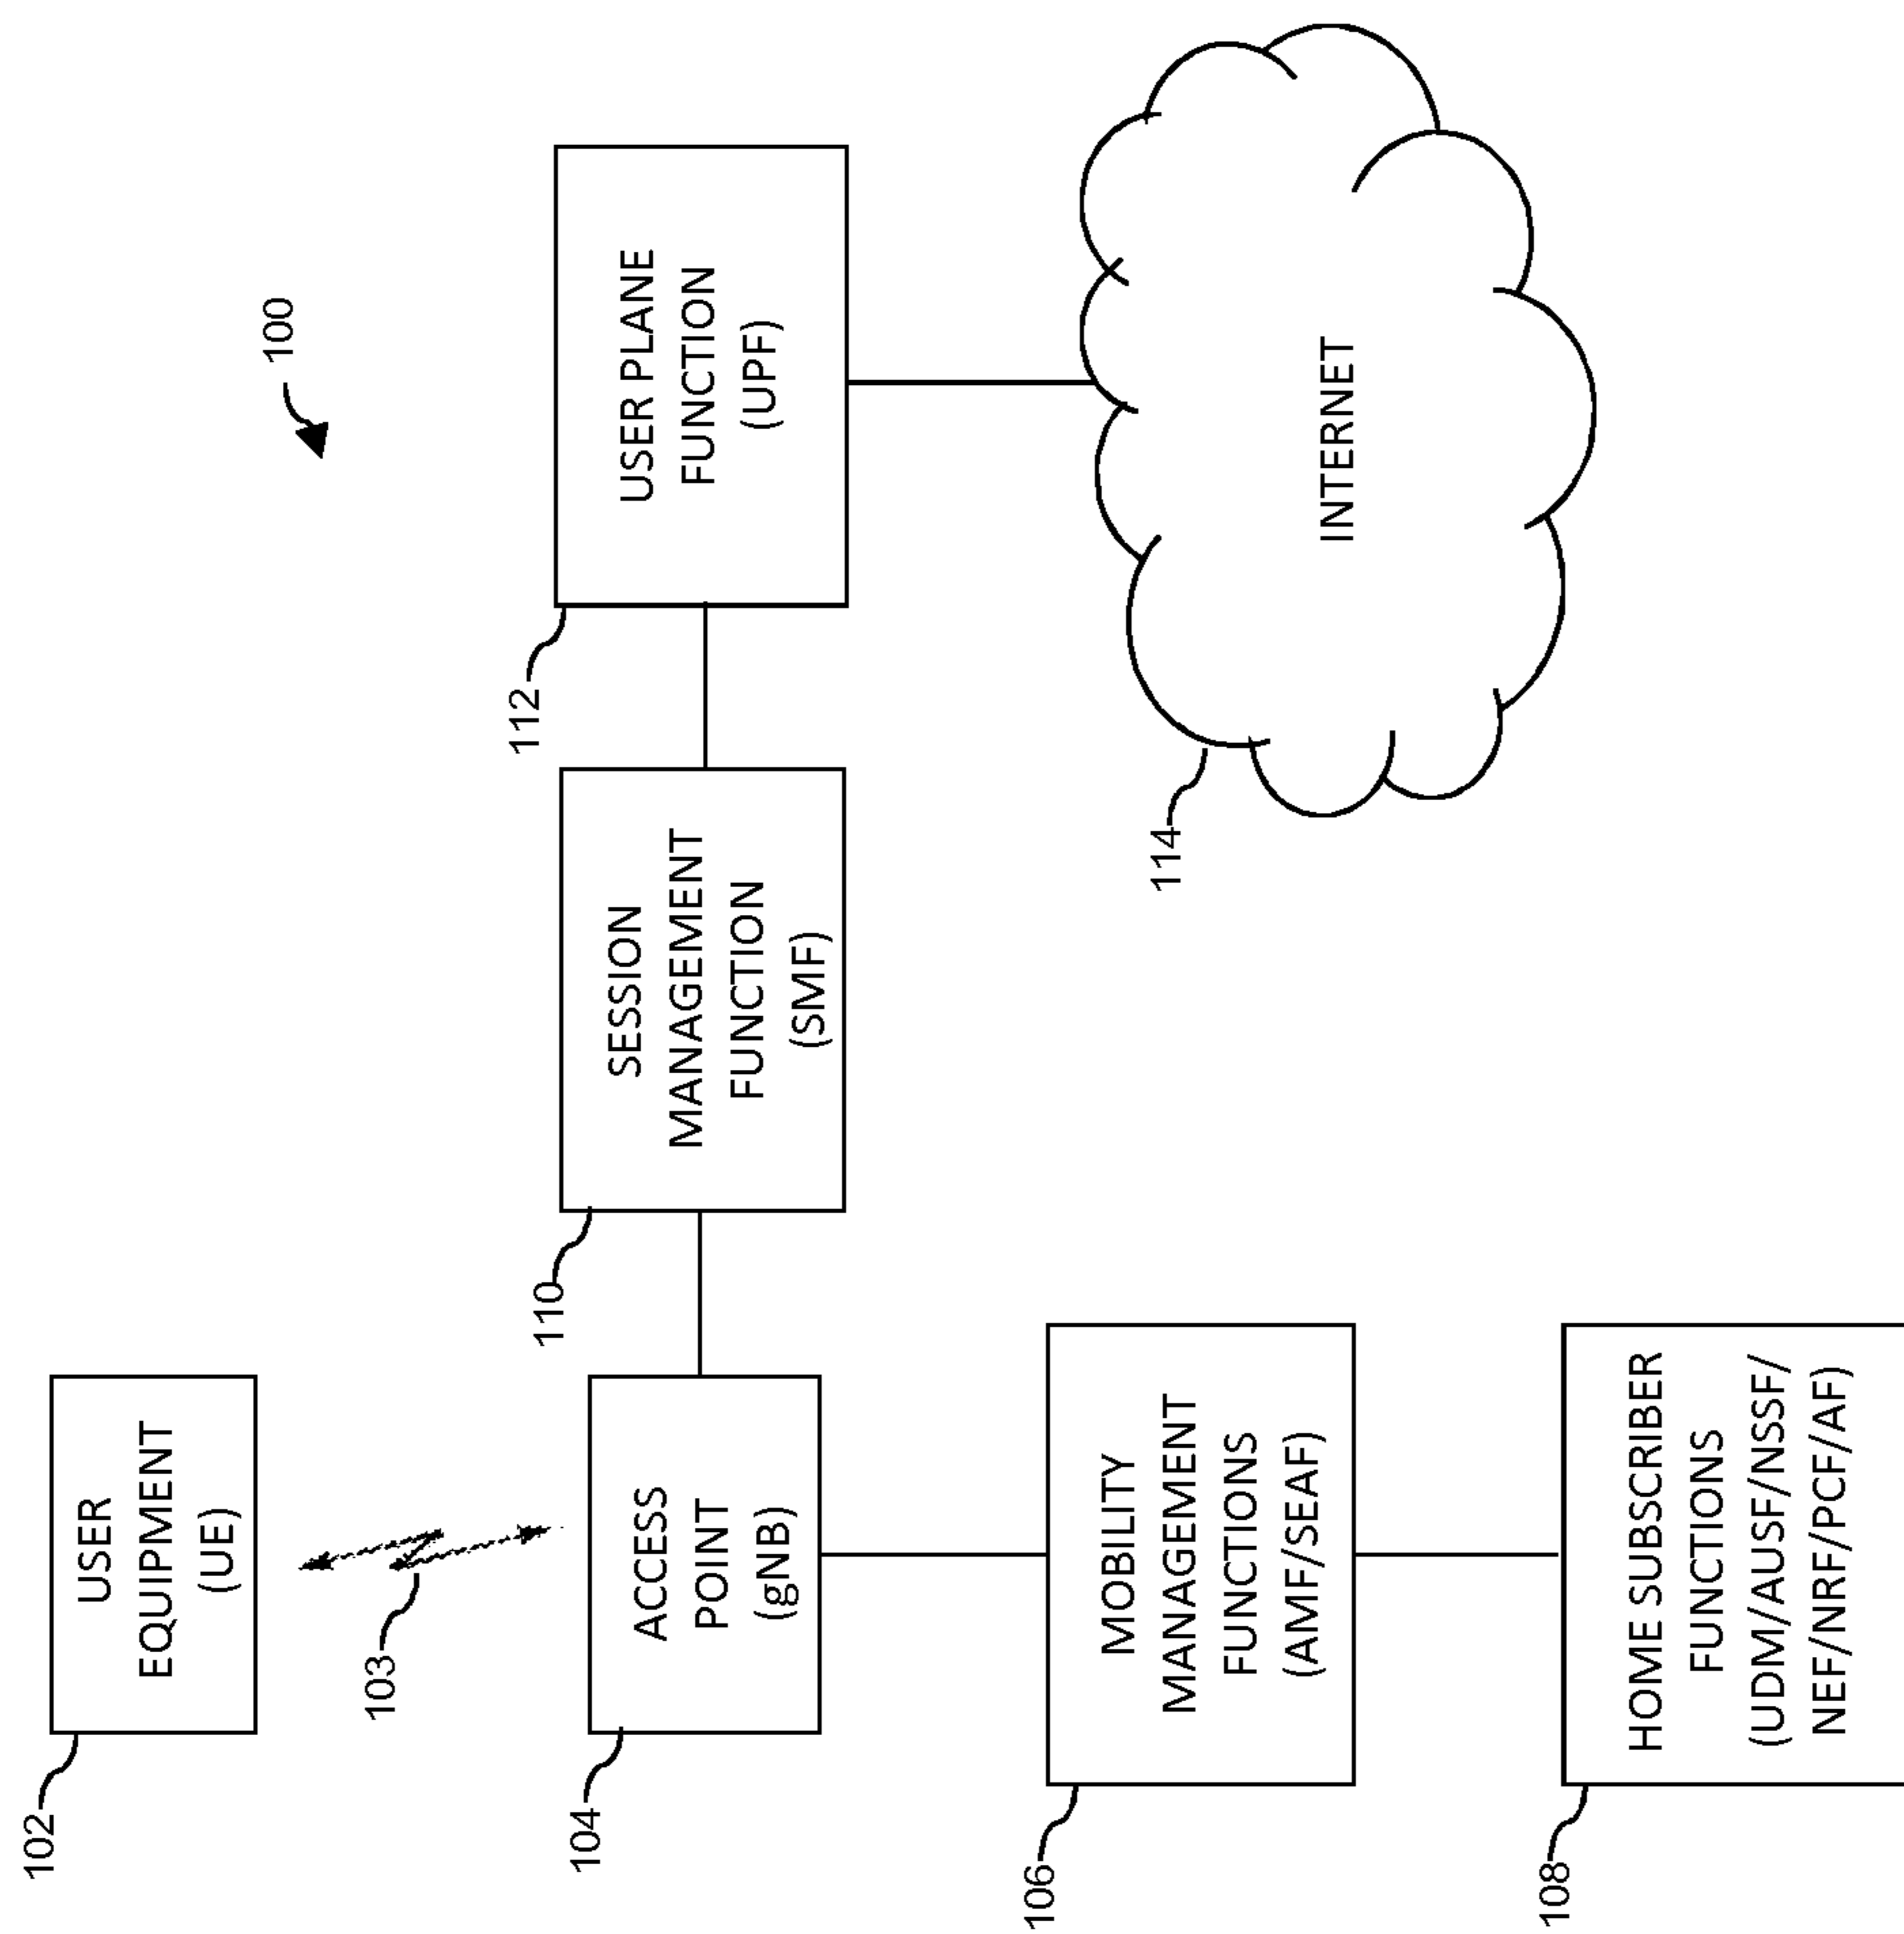 100
102
USER
EQUIPMENT
(UE)
103
104
ACCESS
POINT
(gNB)
110
SESSION
MANAGEMENT
FUNCTION
(SMF)
112
USER PLANE
FUNCTION
(UPF)
106
MOBILITY
MANAGEMENT
FUNCTIONS
(AMF/SEAF)
114
INTERNET
108
HOME SUBSCRIBER
FUNCTIONS
(UDM/AUSF/NSSF/
NEF/NRF/PCF/AF)